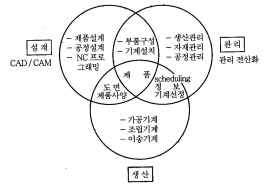 - 제품설계
- 공정설계
- NC 프로
그래밍
설계
CAD/CAM
- 부품구성
- 기계설치
- 생산관리
- 자재관리
- 공정관리
관리
관리 전산화
제 품
도 면
제품사양
scheduling
정 보
기계선정
- 가공기계
- 조립기계
- 이송기계
생산